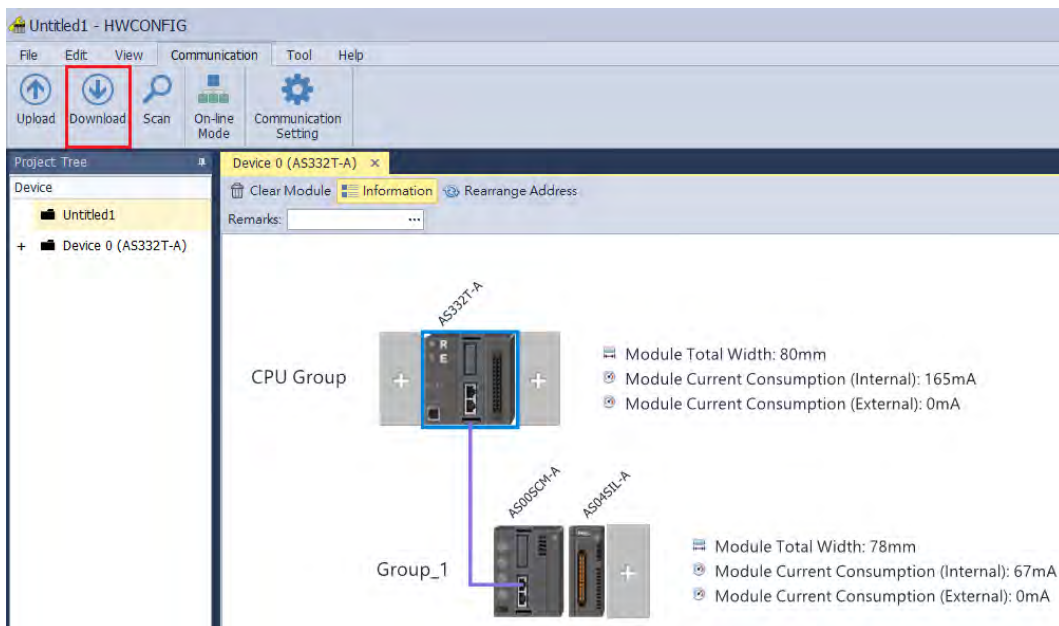 Untitled1 - HWCONFIG
File Edit View Communication Tool Help
Upload Download Scan On-line Mode Communication Setting
Project Tree
Device 0 (AS332T-A) ×
Device
Clear Module Information Rearrange Address
Untitled1
Remarks: ...
+ Device 0 (AS332T-A)
AS332T-A
R
E
CPU Group
+ +
Module Total Width: 80mm
Module Current Consumption (Internal): 165mA
Module Current Consumption (External): 0mA
AS00SCM-A
AS04SIL-A
Group_1
+
Module Total Width: 78mm
Module Current Consumption (Internal): 67mA
Module Current Consumption (External): 0mA